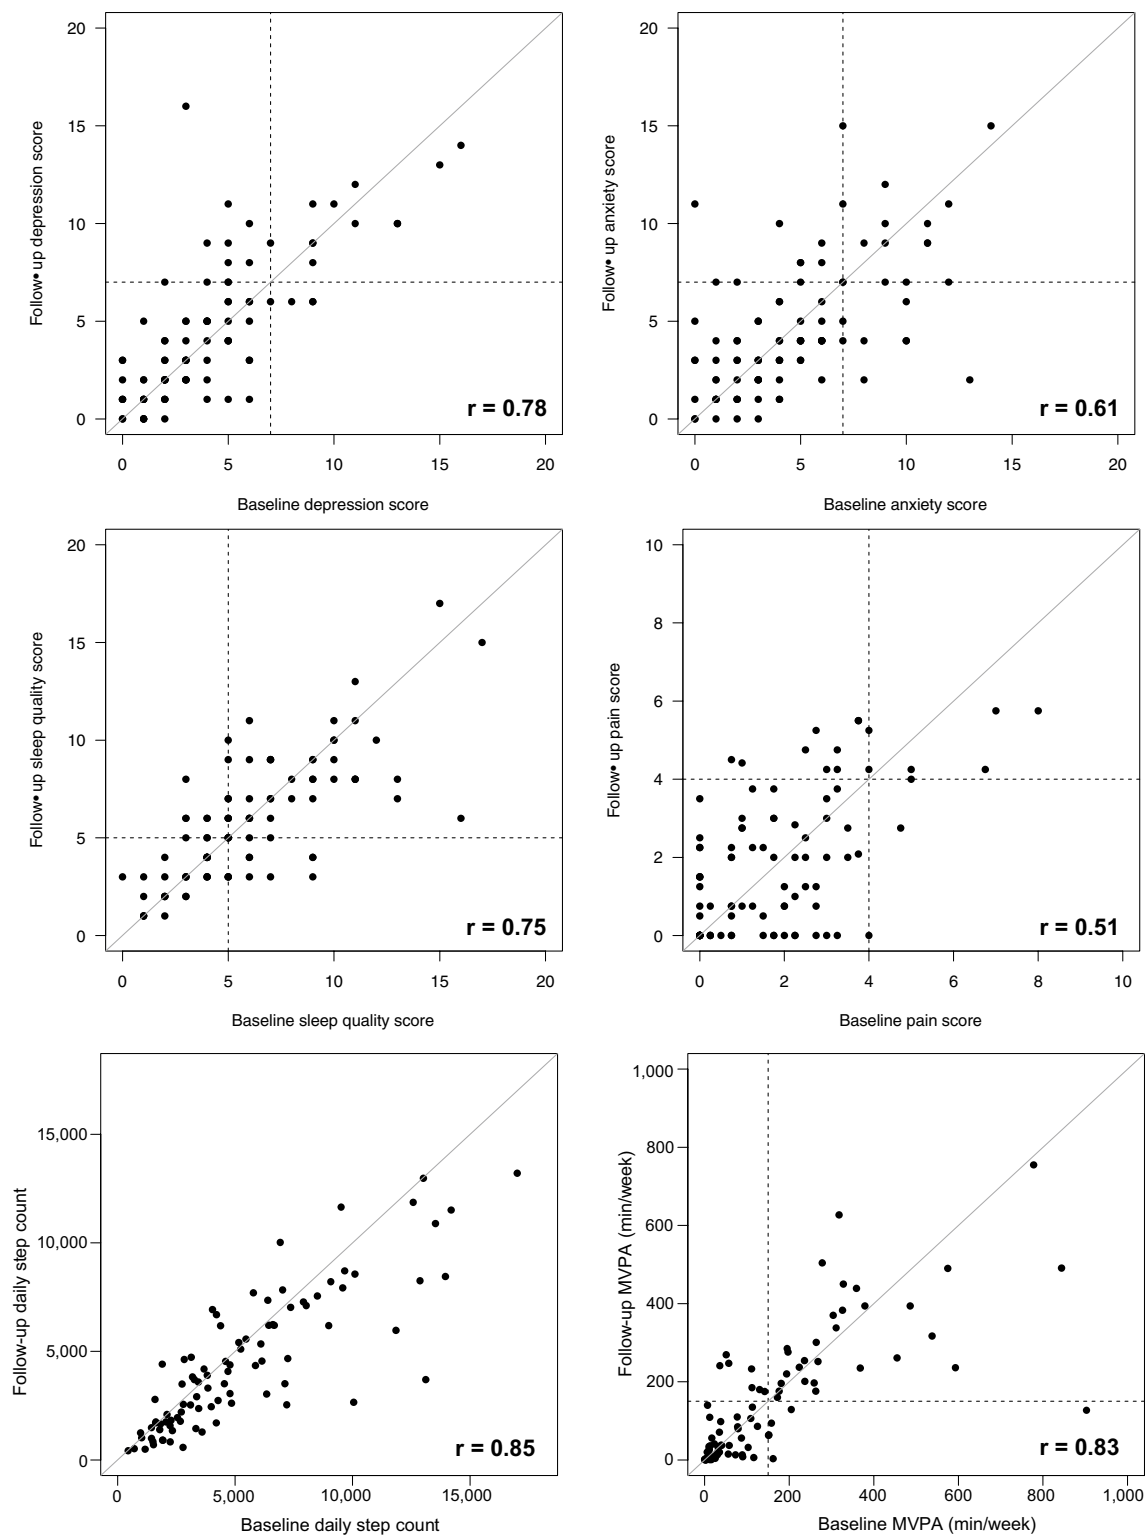 20
15
10
5
0
Follow•up depression score
r = 0.78
0 5 10 15 20
Baseline depression score
20
15
10
5
0
Follow•up anxiety score
r = 0.61
0 5 10 15 20
Baseline anxiety score
20
15
10
5
0
Follow•up sleep quality score
r = 0.75
0 5 10 15 20
Baseline sleep quality score
10
8
6
4
2
0
Follow•up pain score
r = 0.51
0 2 4 6 8 10
Baseline pain score
15,000
10,000
5,000
0
Follow-up daily step count
r = 0.85
0 5,000 10,000 15,000
Baseline daily step count
1,000
800
600
400
200
0
Follow-up MVPA (min/week)
r = 0.83
0 200 400 600 800 1,000
Baseline MVPA (min/week)